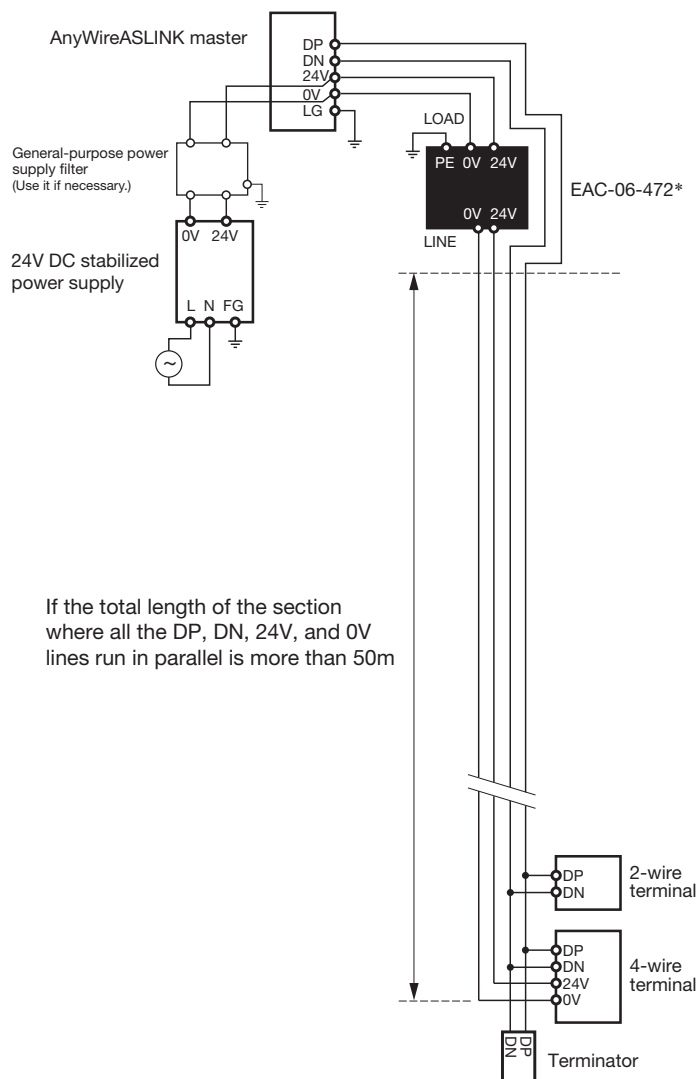 AnyWireASLINK master
DP
DN
24V
0V
LG
General-purpose power
supply filter
(Use it if necessary.)
LOAD
PE 0V 24V
EAC-06-472*
0V 24V
LINE
0V 24V
24V DC stabilized
power supply
L N FG
~
If the total length of the section
where all the DP, DN, 24V, and 0V
lines run in parallel is more than 50m
DP
DN
2-wire
terminal
DP
DN
24V
0V
4-wire
terminal
DN
DP
Terminator